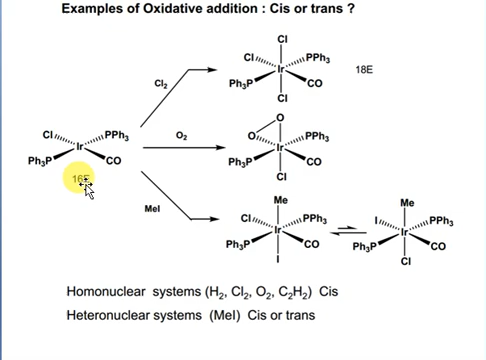 Examples of Oxidative addition : Cis or trans ?
Cl
Cl PPh3
Ir
Ph3P CO
Cl
18E
Cl2
O
O PPh3
Ir
Ph3P CO
Cl
O2
Cl PPh3
Ir
Ph3P CO
16E
MeI
Me
Cl PPh3
Ir
Ph3P CO
I
Me
I PPh3
Ir
Ph3P CO
Cl
Homonuclear systems (H2, Cl2, O2, C2H2) Cis
Heteronuclear systems (MeI) Cis or trans